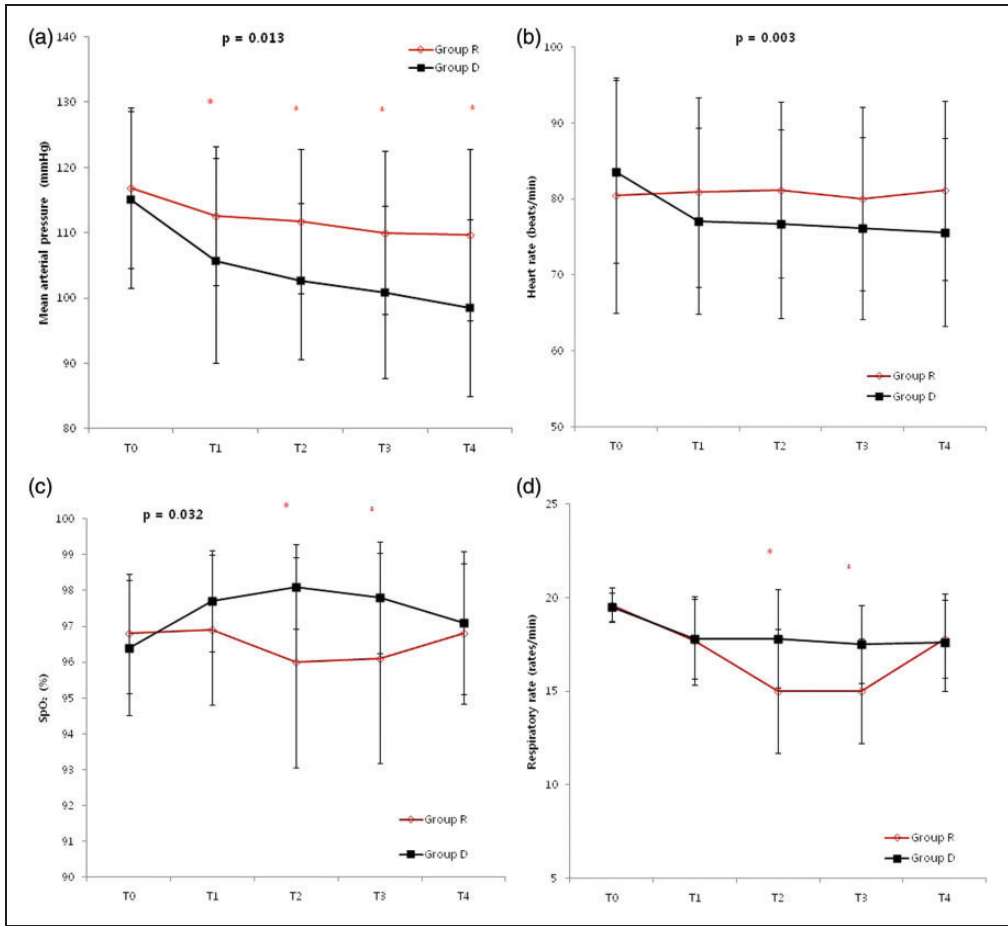 (a)
p = 0.013
Group R
Group D
140
130
120
110
100
90
80
Mean arterial pressure (mmHg)
* * * *
T0 T1 T2 T3 T4
(b)
p = 0.003
100
90
80
70
60
50
Heart rate (beats/min)
Group R
Group D
T0 T1 T2 T3 T4
(c)
p = 0.032
* *
100
99
98
97
96
95
94
93
92
91
90
SpO₂ (%)
Group R
Group D
T0 T1 T2 T3 T4
(d)
* *
25
20
15
10
5
Respiratory rate (rates/min)
Group R
Group D
T0 T1 T2 T3 T4